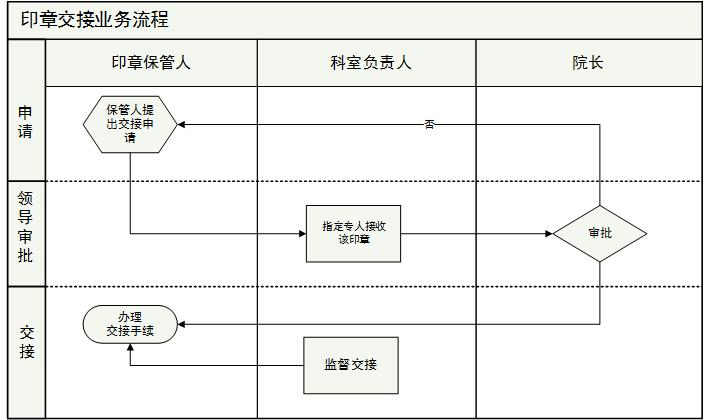 印章交接业务流程
印章保管人
科室负责人
院长
申请
保管人提
出交接申
请
否
领导审批
指定专人接收
该印章
审批
交接
办理
交接手续
监督交接